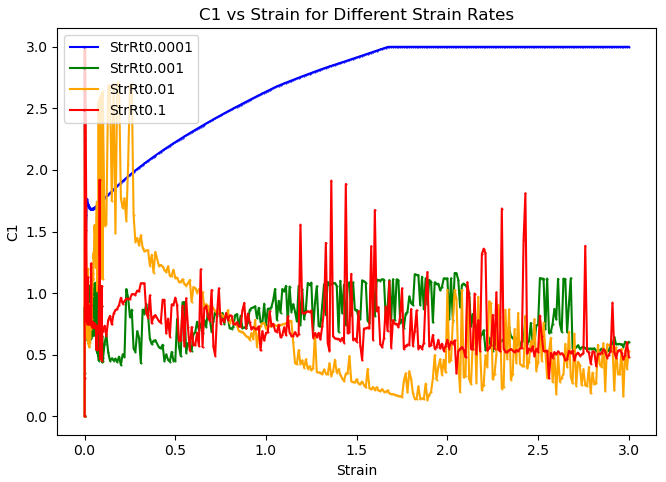 C1 vs Strain for Different Strain Rates
StrRt0.0001
StrRt0.001
StrRt0.01
StrRt0.1
C1
3.0
2.5
2.0
1.5
1.0
0.5
0.0
0.0 0.5 1.0 1.5 2.0 2.5 3.0
Strain